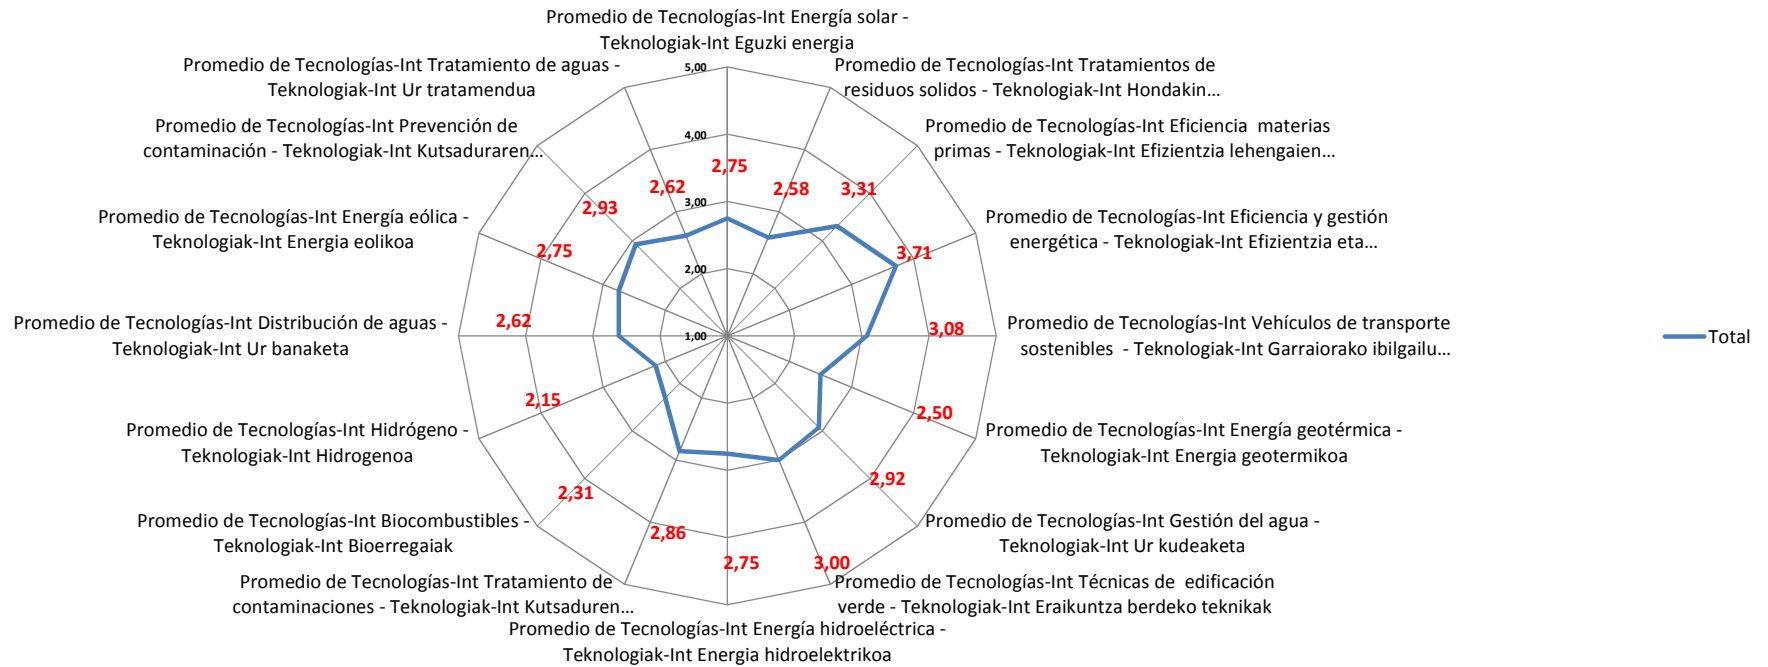 Promedio de Tecnologías-Int Energía solar -
Teknologiak-Int Eguzki energia
Promedio de Tecnologías-Int Tratamientos de
residuos solidos - Teknologiak-Int Hondakin...
Promedio de Tecnologías-Int Eficiencia  materias
primas - Teknologiak-Int Efizientzia lehengaien...
Promedio de Tecnologías-Int Eficiencia y gestión
energética - Teknologiak-Int Efizientzia eta...
Promedio de Tecnologías-Int Vehículos de transporte
sostenibles  - Teknologiak-Int Garraiorako ibilgailu...
Promedio de Tecnologías-Int Energía geotérmica -
Teknologiak-Int Energia geotermikoa
Promedio de Tecnologías-Int Gestión del agua -
Teknologiak-Int Ur kudeaketa
Promedio de Tecnologías-Int Técnicas de  edificación
verde - Teknologiak-Int Eraikuntza berdeko teknikak
Promedio de Tecnologías-Int Energía hidroeléctrica -
Teknologiak-Int Energia hidroelektrikoa
Promedio de Tecnologías-Int Tratamiento de
contaminaciones - Teknologiak-Int Kutsaduren...
Promedio de Tecnologías-Int Biocombustibles -
Teknologiak-Int Bioerregaiak
Promedio de Tecnologías-Int Hidrógeno -
Teknologiak-Int Hidrogenoa
Promedio de Tecnologías-Int Distribución de aguas -
Teknologiak-Int Ur banaketa
Promedio de Tecnologías-Int Energía eólica -
Teknologiak-Int Energia eolikoa
Promedio de Tecnologías-Int Prevención de
contaminación - Teknologiak-Int Kutsaduraren...
Promedio de Tecnologías-Int Tratamiento de aguas -
Teknologiak-Int Ur tratamendua
5,00
4,00
3,00
2,00
1,00
2,75
2,58
3,31
3,71
3,08
2,50
2,92
3,00
2,75
2,86
2,31
2,15
2,62
2,75
2,93
2,62
Total